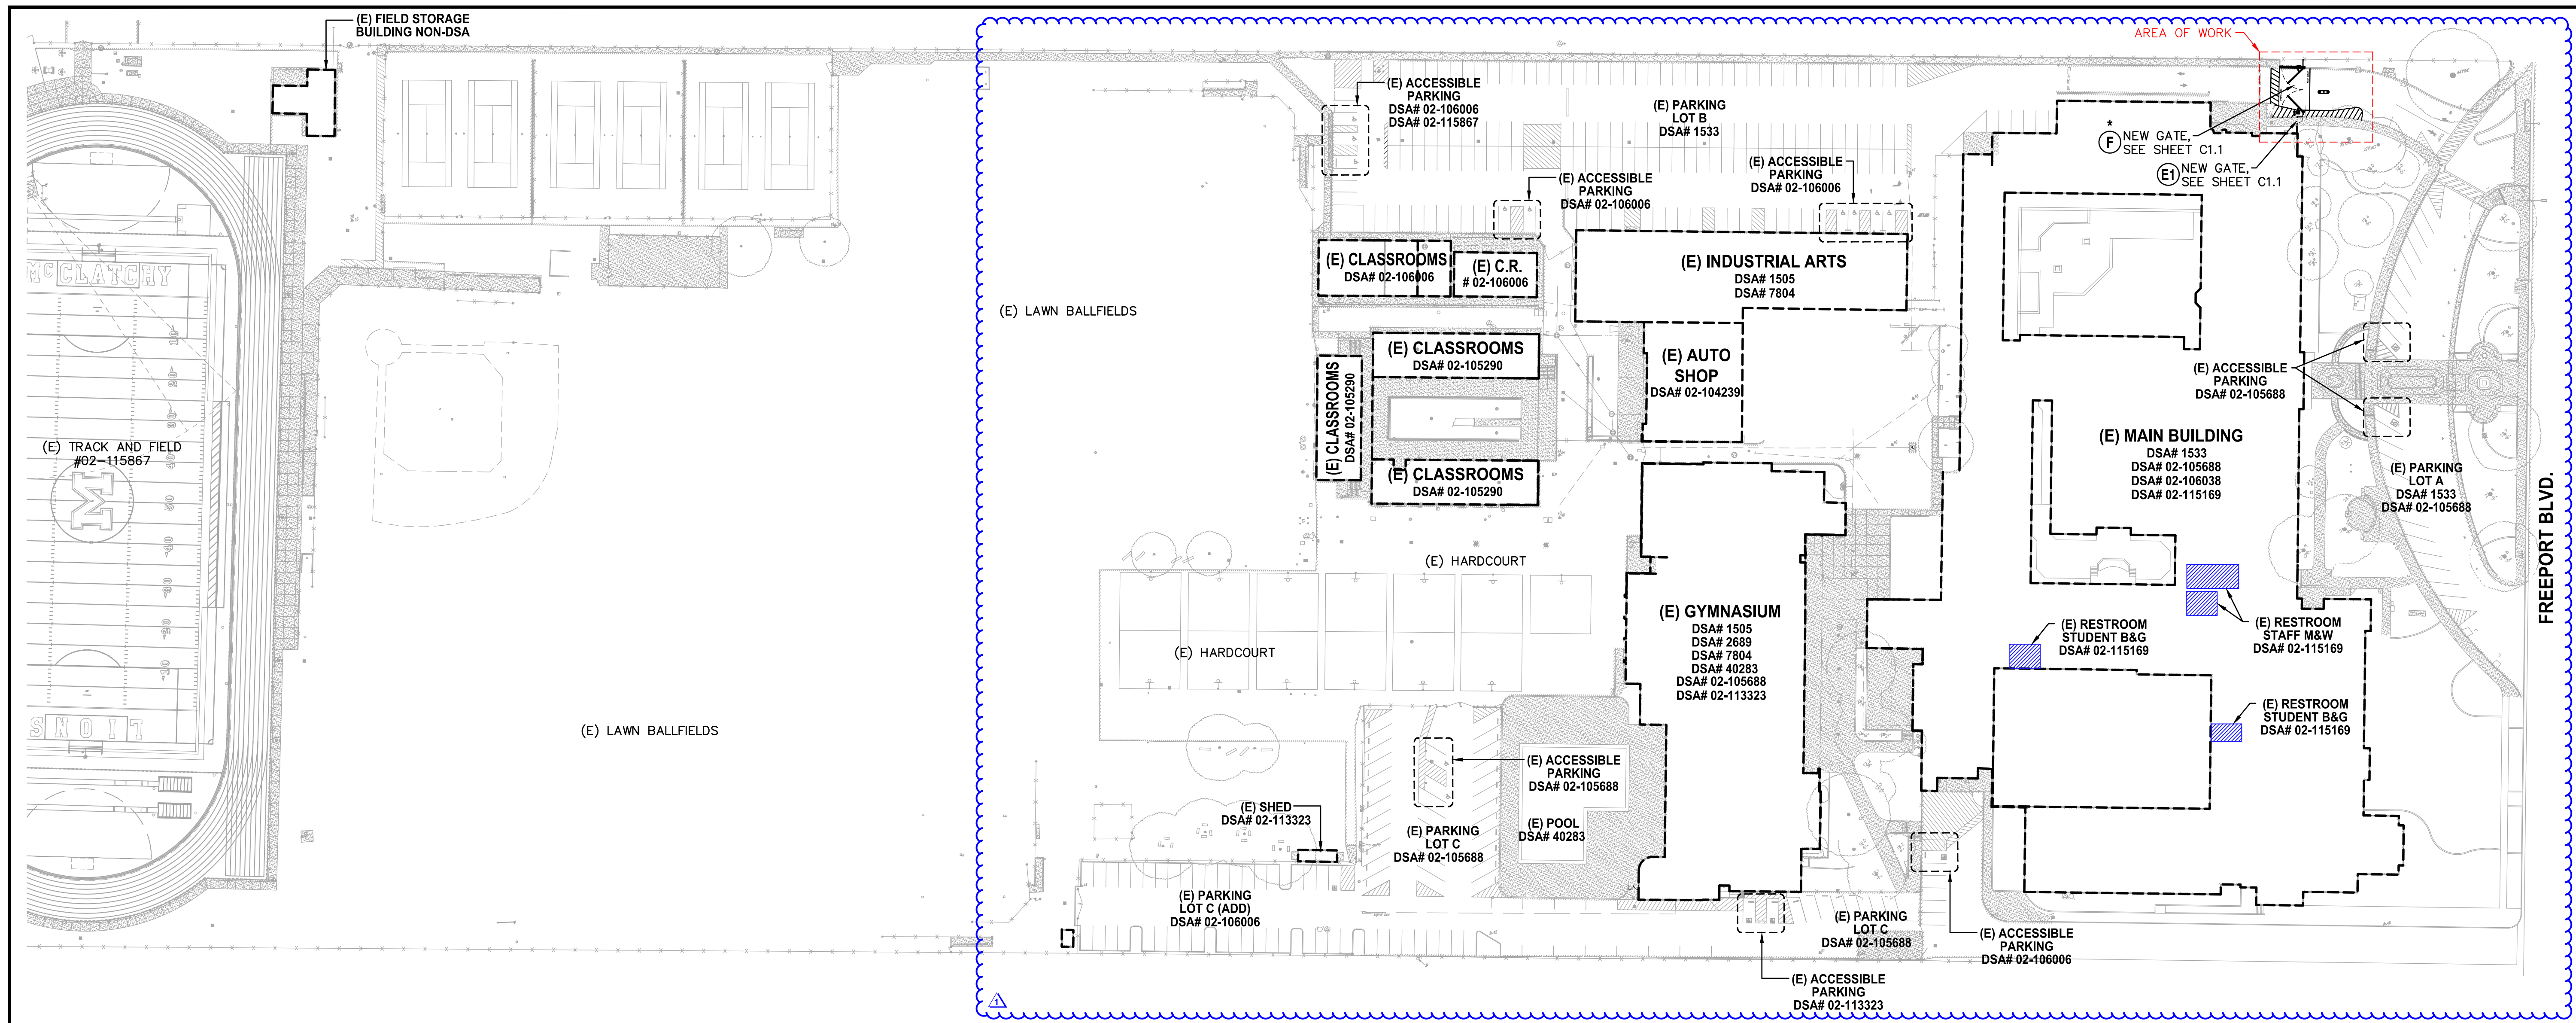 (E) FIELD STORAGE
BUILDING NON-DSA
McCLATCHY
(E) TRACK AND FIELD
#02-115867
M
LIONS
(E) LAWN BALLFIELDS
(E) LAWN BALLFIELDS
(E) ACCESSIBLE
PARKING
DSA# 02-106006
DSA# 02-115867
(E) PARKING
LOT B
DSA# 1533
(E) ACCESSIBLE
PARKING
DSA# 02-106006
(E) ACCESSIBLE
PARKING
DSA# 02-106006
AREA OF WORK
*
F
NEW GATE,
SEE SHEET C1.1
E1
NEW GATE,
SEE SHEET C1.1
(E) CLASSROOMS
DSA# 02-106006
(E) C.R.
# 02-106006
(E) INDUSTRIAL ARTS
DSA# 1505
DSA# 7804
(E) CLASSROOMS
DSA# 02-105290
(E) CLASSROOMS
DSA# 02-105290
(E) CLASSROOMS
DSA# 02-105290
(E) AUTO
SHOP
DSA# 02-104239
(E) ACCESSIBLE
PARKING
DSA# 02-105688
(E) MAIN BUILDING
DSA# 1533
DSA# 02-105688
DSA# 02-106038
DSA# 02-115169
(E) PARKING
LOT A
DSA# 1533
DSA# 02-105688
FREEPORT BLVD.
(E) HARDCOURT
(E) HARDCOURT
(E) GYMNASIUM
DSA# 1505
DSA# 2689
DSA# 7804
DSA# 40283
DSA# 02-105688
DSA# 02-113323
(E) RESTROOM
STUDENT B&G
DSA# 02-115169
(E) RESTROOM
STAFF M&W
DSA# 02-115169
(E) RESTROOM
STUDENT B&G
DSA# 02-115169
(E) ACCESSIBLE
PARKING
DSA# 02-105688
(E) SHED
DSA# 02-113323
(E) PARKING
LOT C
DSA# 02-105688
(E) POOL
DSA# 40283
(E) PARKING
LOT C (ADD)
DSA# 02-106006
(E) PARKING
LOT C
DSA# 02-105688
(E) ACCESSIBLE
PARKING
DSA# 02-106006
(E) ACCESSIBLE
PARKING
DSA# 02-113323
1